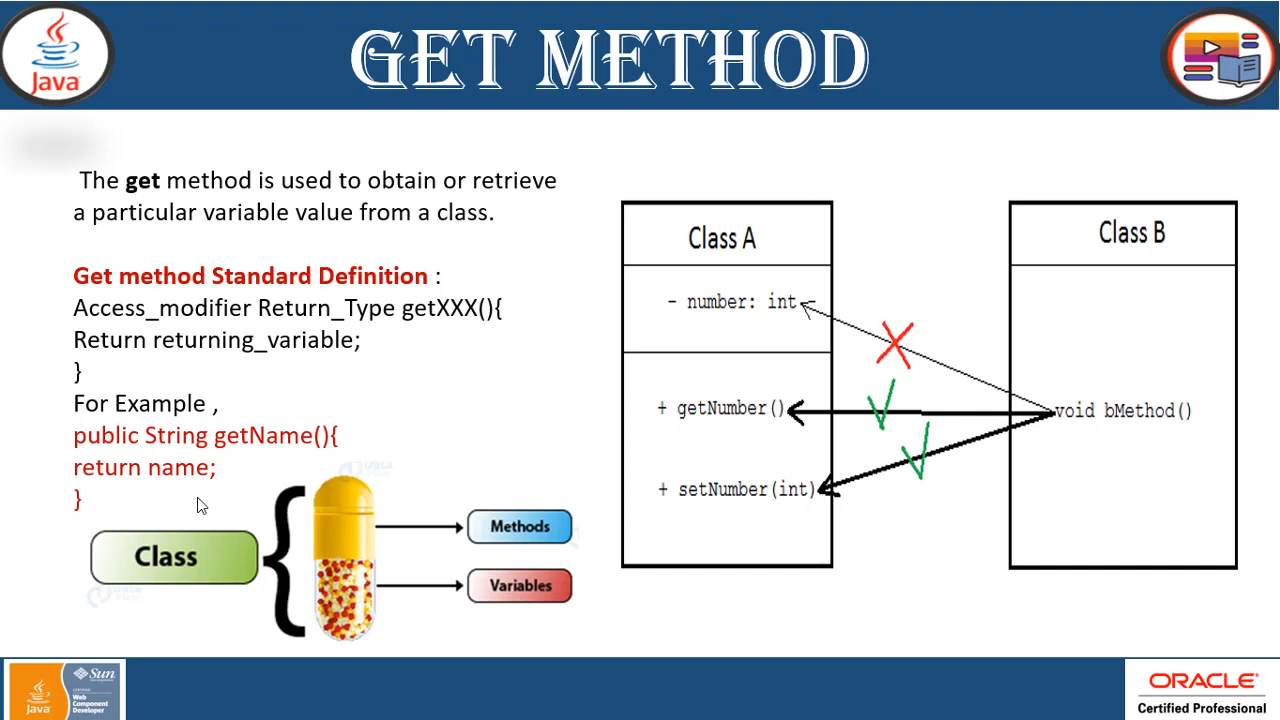 GET METHOD
Java
The get method is used to obtain or retrieve
a particular variable value from a class.
Get method Standard Definition :
Access_modifier Return_Type getXXX(){
Return returning_variable;
}
For Example ,
public String getName(){
return name;
}
Class
Methods
Variables
Class A
- number: int
+ getNumber()
+ setNumber(int)
Class B
void bMethod()
Java
Sun
Web
Component
Developer
ORACLE
Certified Professional